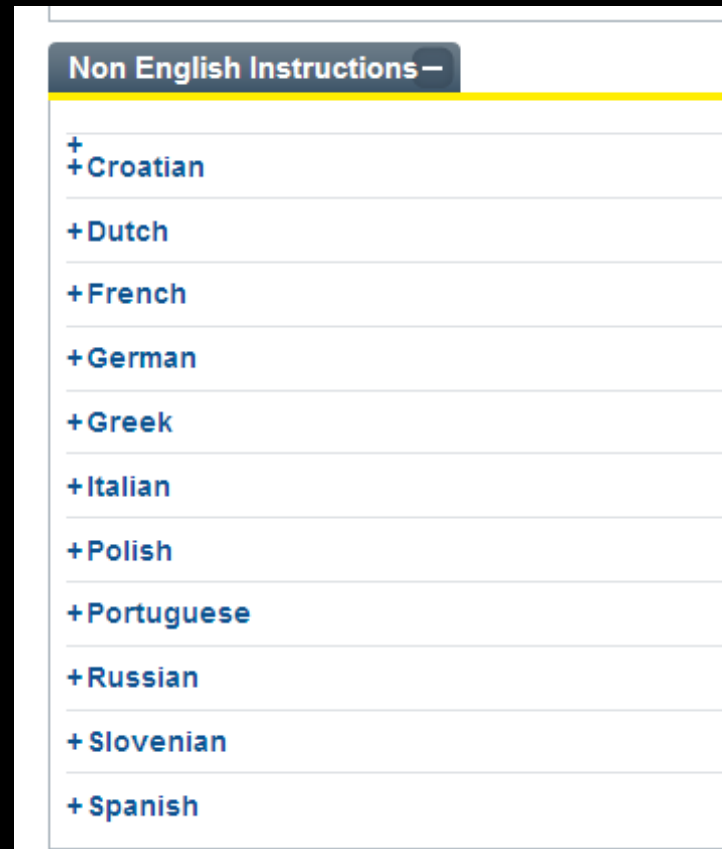 Non English Instructions−
+
+Croatian
+Dutch
+French
+German
+Greek
+Italian
+Polish
+Portuguese
+Russian
+Slovenian
+Spanish